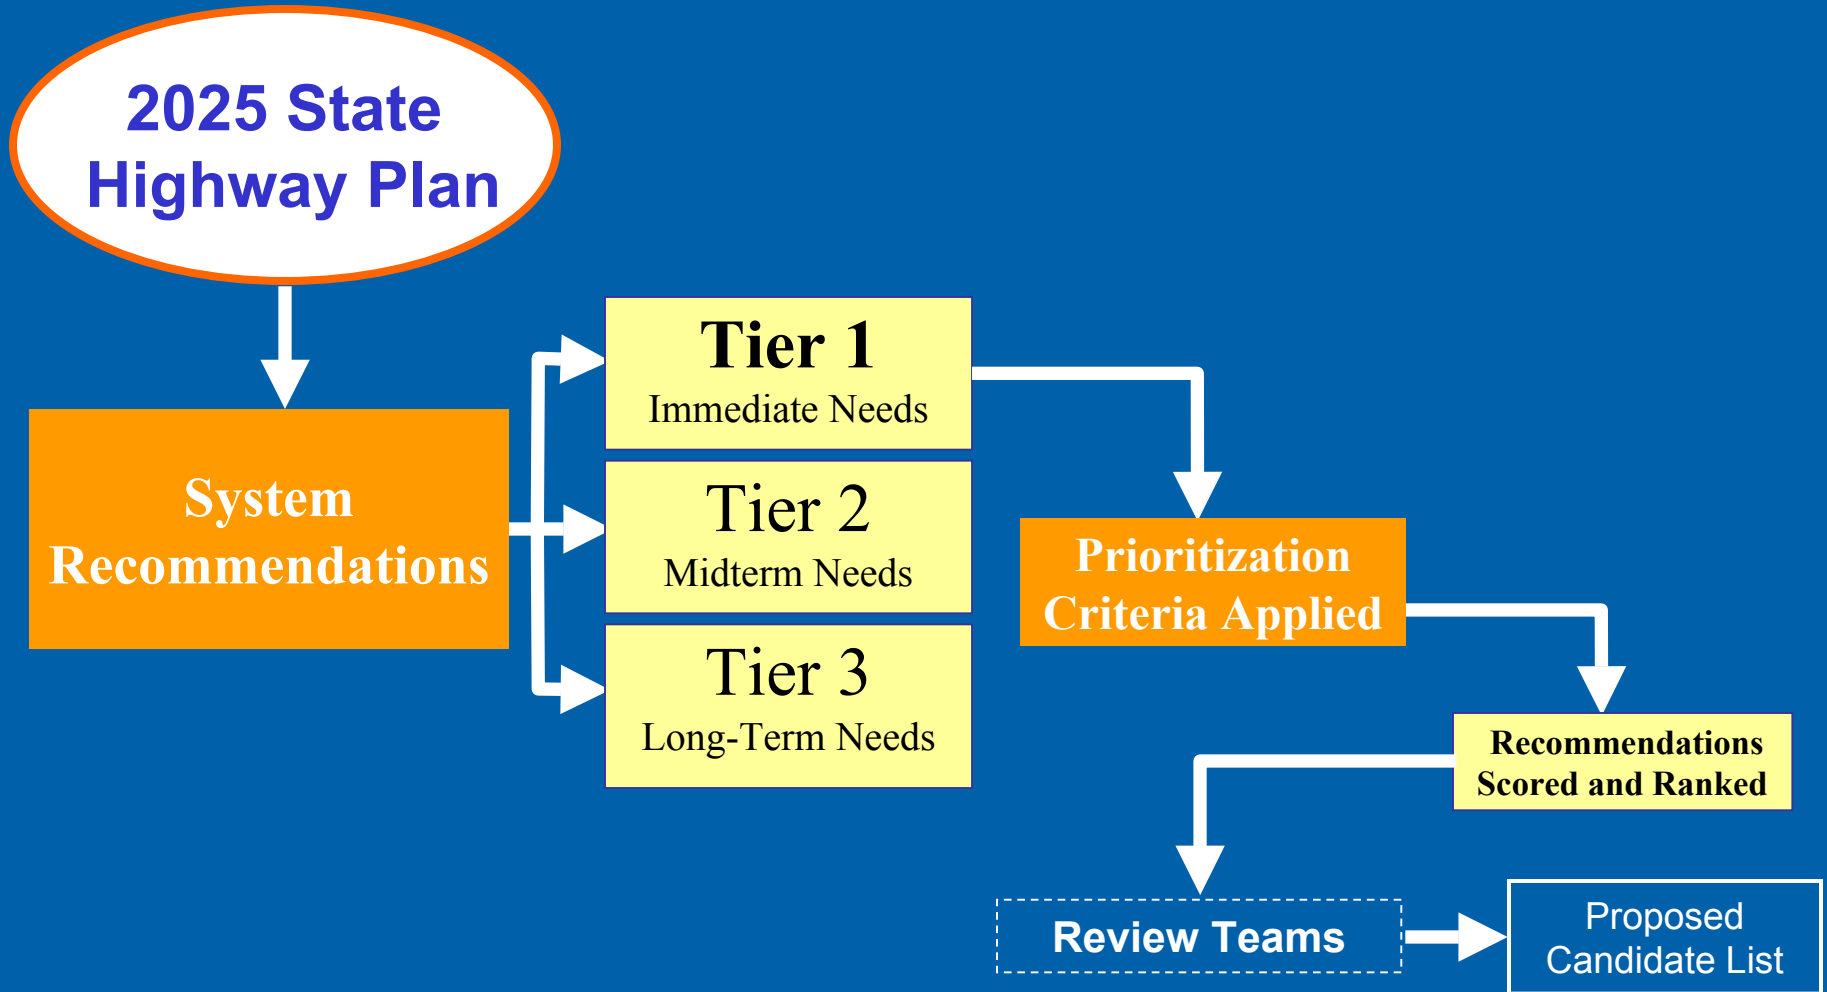 2025 State
Highway Plan
System
Recommendations
Tier 1
Immediate Needs
Tier 2
Midterm Needs
Tier 3
Long-Term Needs
Prioritization
Criteria Applied
Recommendations
Scored and Ranked
Review Teams
Proposed
Candidate List